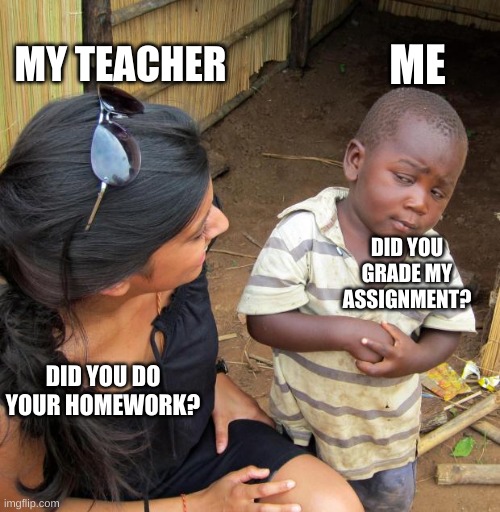 MY TEACHER
ME
DID YOU
GRADE MY
ASSIGNMENT?
DID YOU DO
YOUR HOMEWORK?
imgflip.com